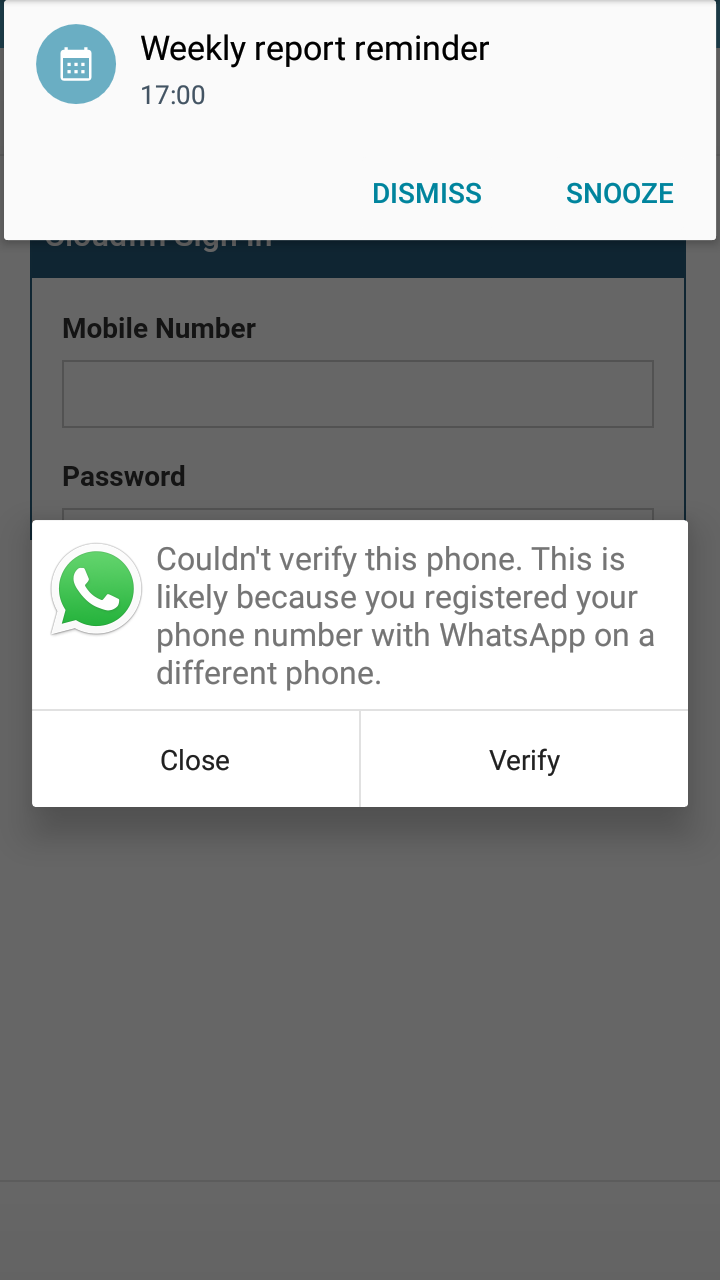 Weekly report reminder
17:00
DISMISS SNOOZE
Sign In
Mobile Number
Password
Couldn't verify this phone. This is
likely because you registered your
phone number with WhatsApp on a
different phone.
Close Verify